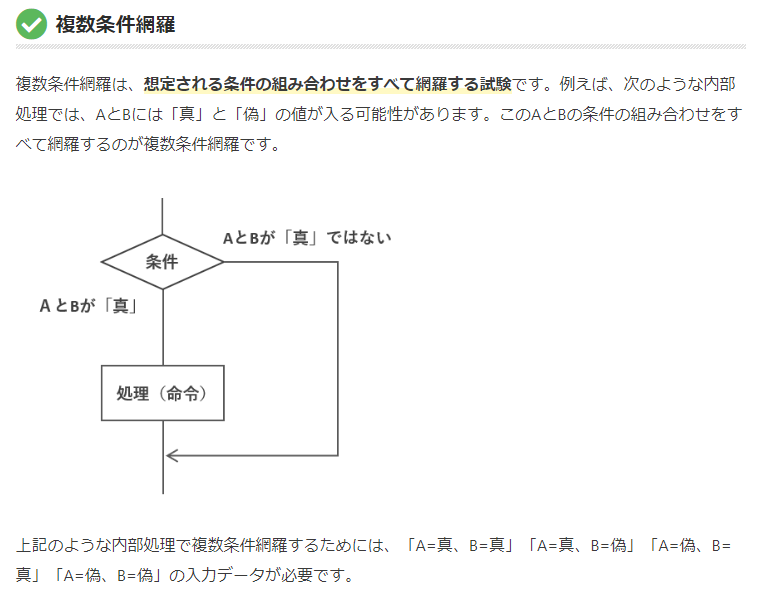 複数条件網羅
複数条件網羅は、想定される条件の組み合わせをすべて網羅する試験です。例えば、次のような内部
処理では、AとBには「真」と「偽」の値が入る可能性があります。このAとBの条件の組み合わせをす
べて網羅するのが複数条件網羅です。
AとBが「真」ではない
条件
AとBが「真」
処理（命令）
上記のような内部処理で複数条件網羅するためには、「A=真、B=真」「A=真、B=偽」「A=偽、B=
真」「A=偽、B=偽」の入力データが必要です。